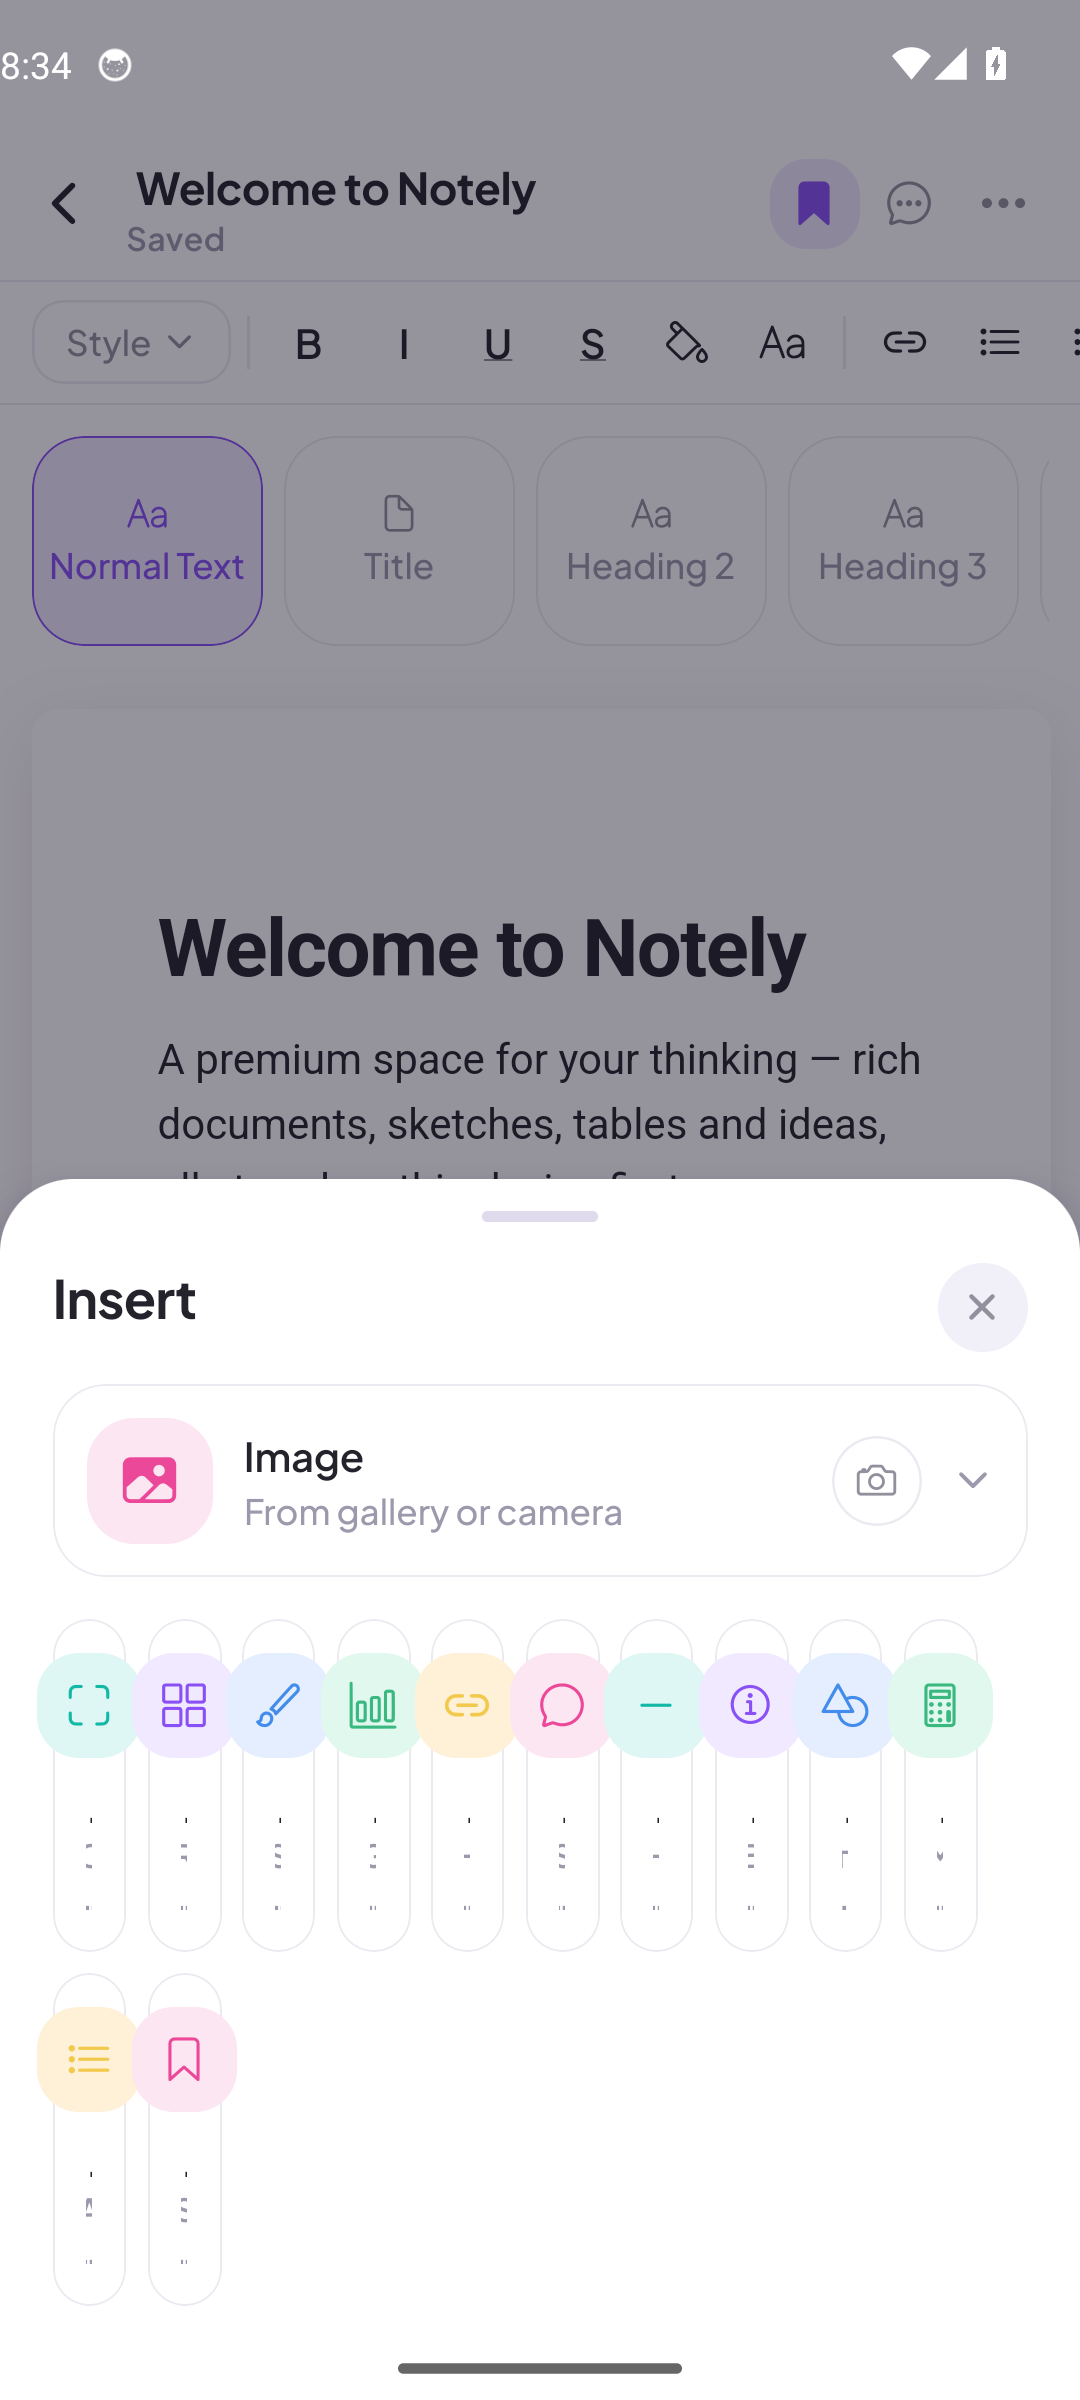 8:34
Welcome to Notely
Saved
Style
B I U S Aa
Aa
Normal Text
Title
Aa
Heading 2
Aa
Heading 3
Welcome to Notely
A premium space for your thinking — rich
documents, sketches, tables and ideas,
Insert
Image
From gallery or camera